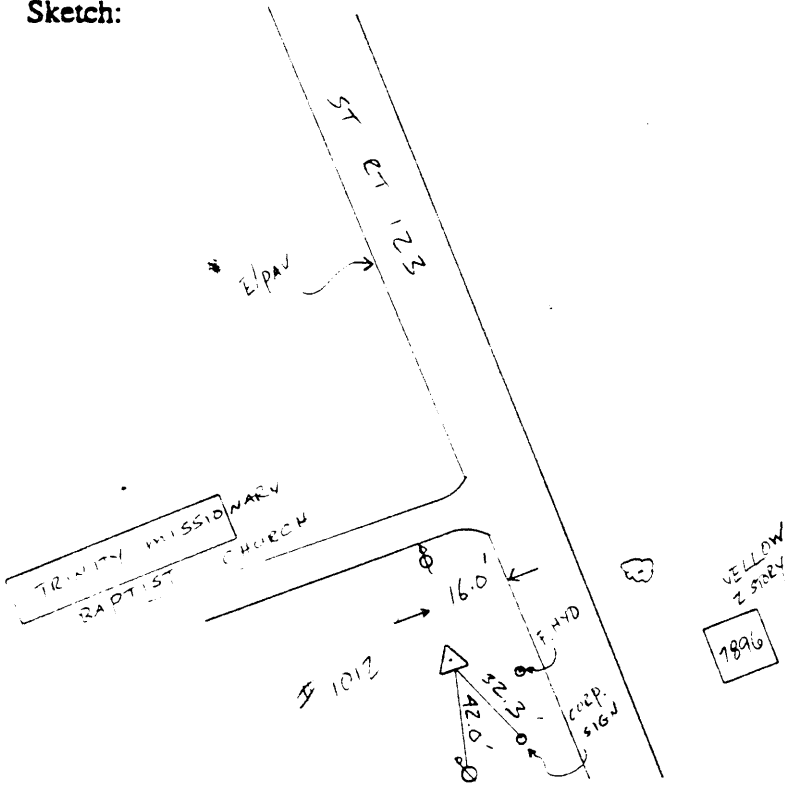 Sketch:
ST RT 123
E/PAV
TRINITY MISSIONARY
BAPTIST CHURCH
16.0'
F. HYD
# 1012
32.3'
42.0'
CORP.
SIGN
YELLOW
2 STORY
7896